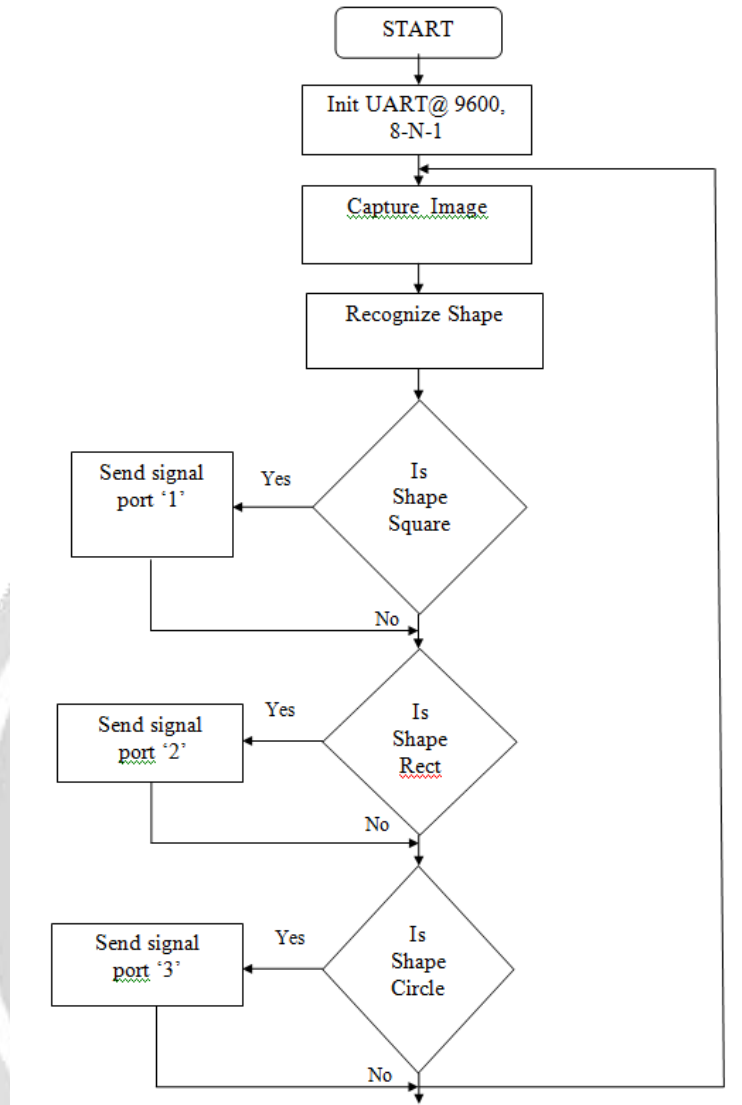 START
Init UART@ 9600,
8-N-1
Capture Image
Recognize Shape
Is
Shape
Square
Yes
Send signal
port ‘1’
No
Is
Shape
Rect
Yes
Send signal
port ‘2’
No
Is
Shape
Circle
Yes
Send signal
port ‘3’
No